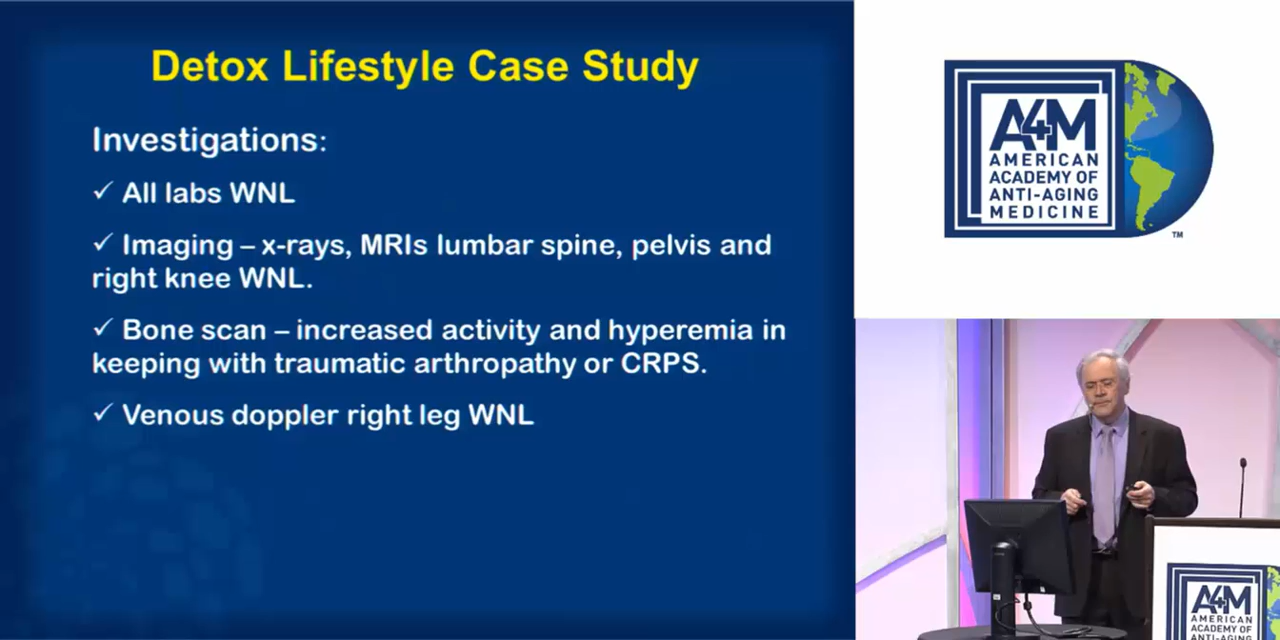 Detox Lifestyle Case Study
Investigations:
✓ All labs WNL
✓ Imaging – x-rays, MRIs lumbar spine, pelvis and
right knee WNL.
✓ Bone scan – increased activity and hyperemia in
keeping with traumatic arthropathy or CRPS.
✓ Venous doppler right leg WNL
A4M
AMERICAN
ACADEMY OF
ANTI-AGING
MEDICINE
TM
A4M
AMERICAN
ACADEMY OF
ANTI-AGING